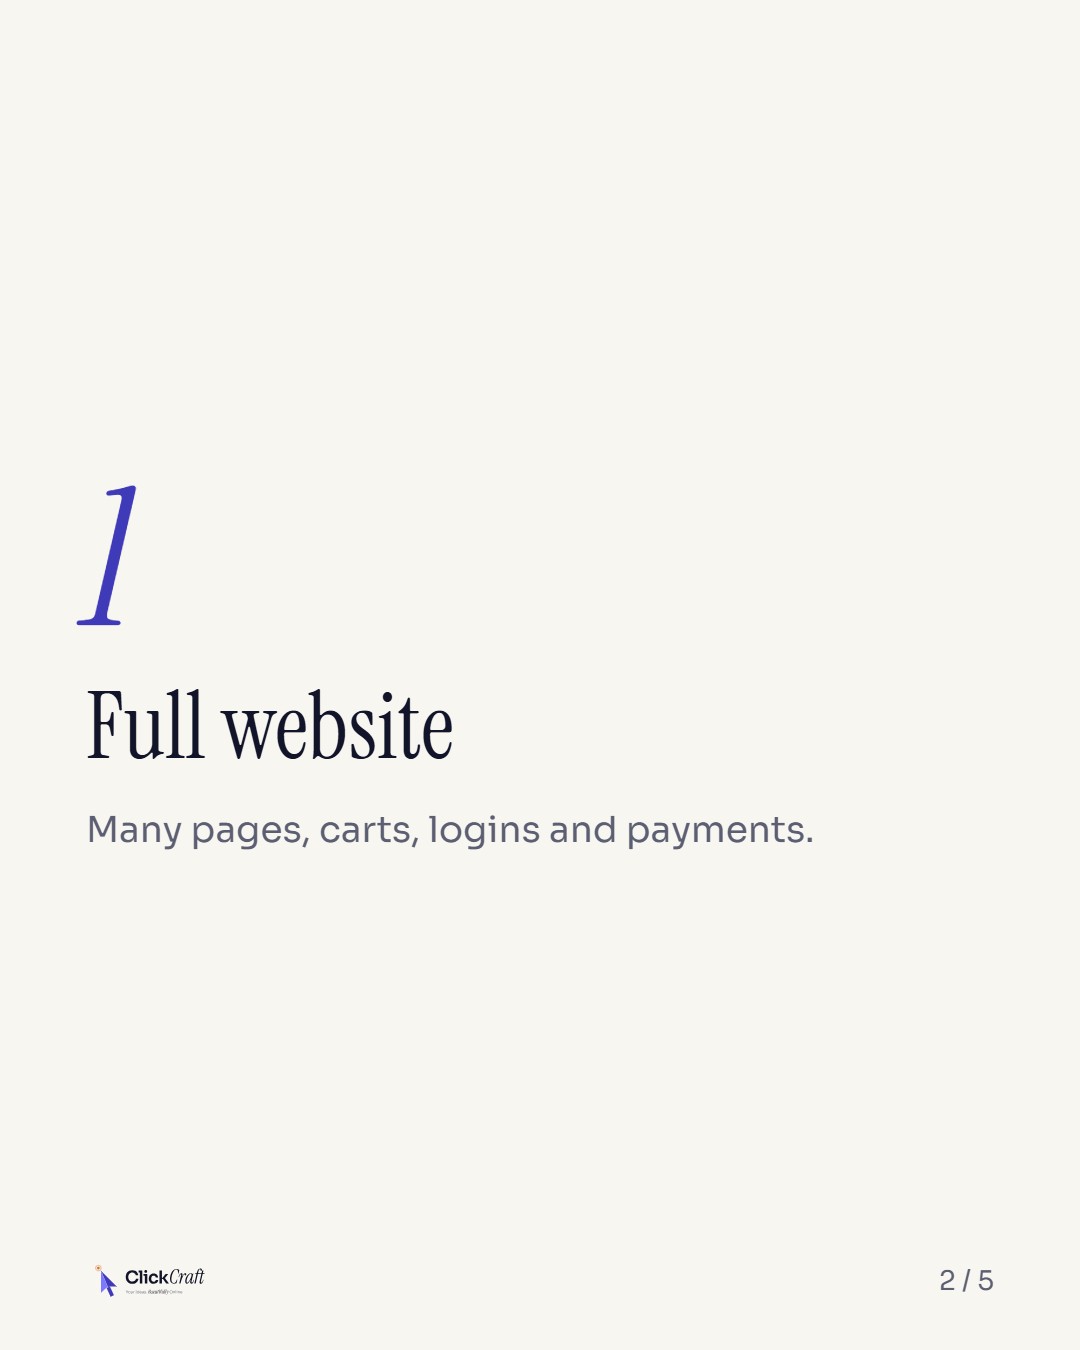 1
Full website
Many pages, carts, logins and payments.
ClickCraft
2 / 5